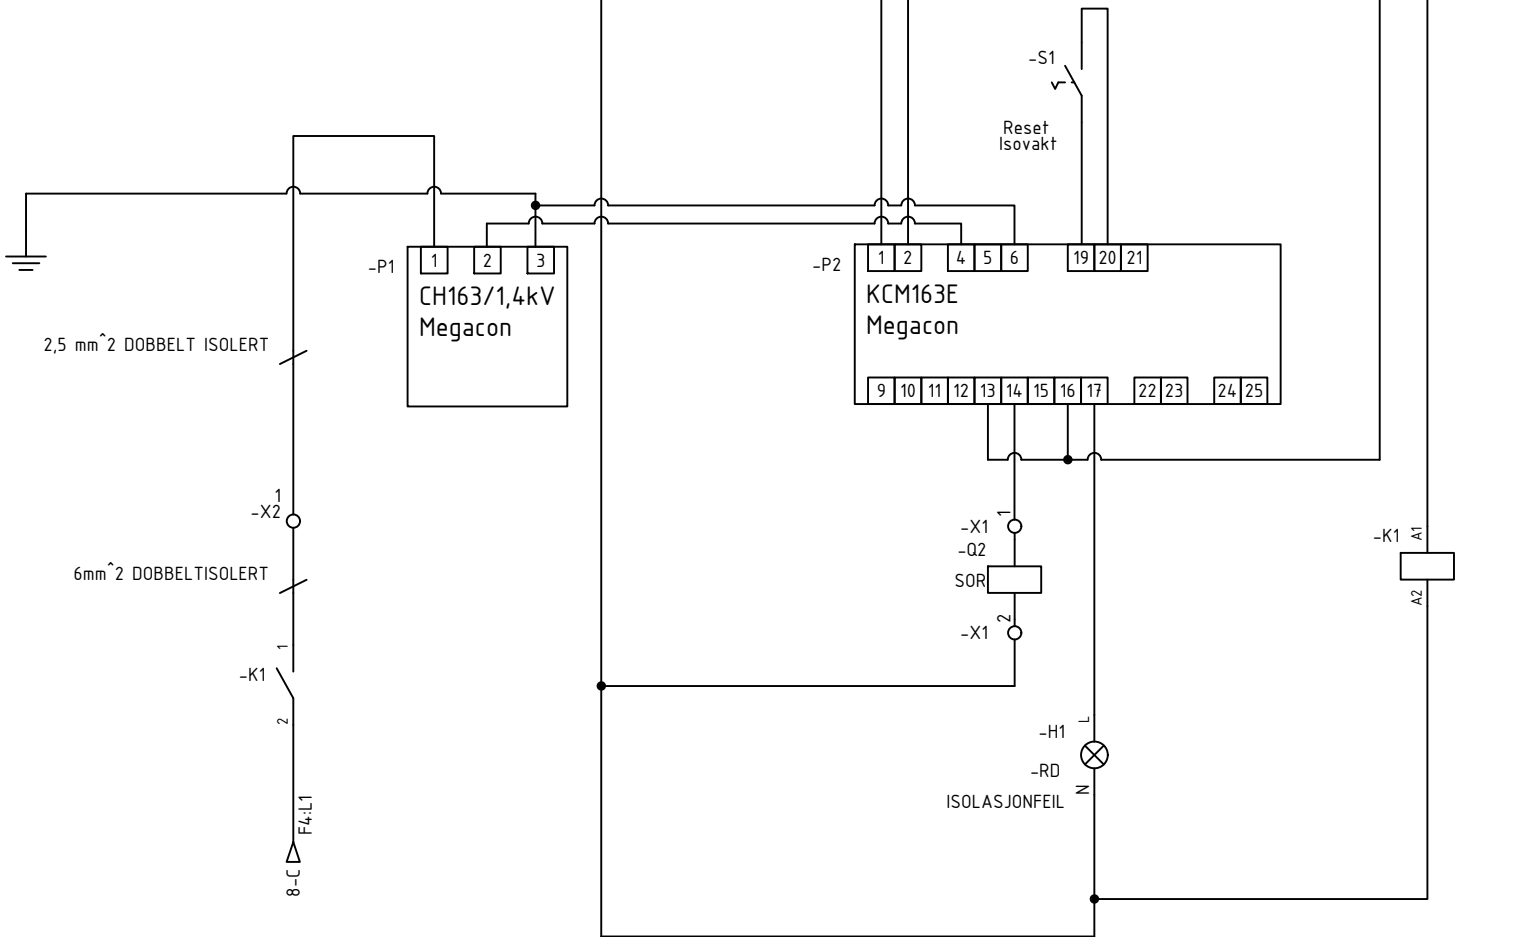 -S1
Reset
Isovakt
-P1
1 2 3
CH163/1,4kV
Megacon
-P2
1 2 4 5 6 19 20 21
KCM163E
Megacon
9 10 11 12 13 14 15 16 17 22 23 24 25
2,5 mm^2 DOBBELT ISOLERT
1
-X2
6mm^2 DOBBELTISOLERT
1
-K1
2
F4:L1
8-C
1
-X1
-Q2
SOR
2
-X1
L
-H1
-RD
N
ISOLASJONFEIL
A1
-K1
A2